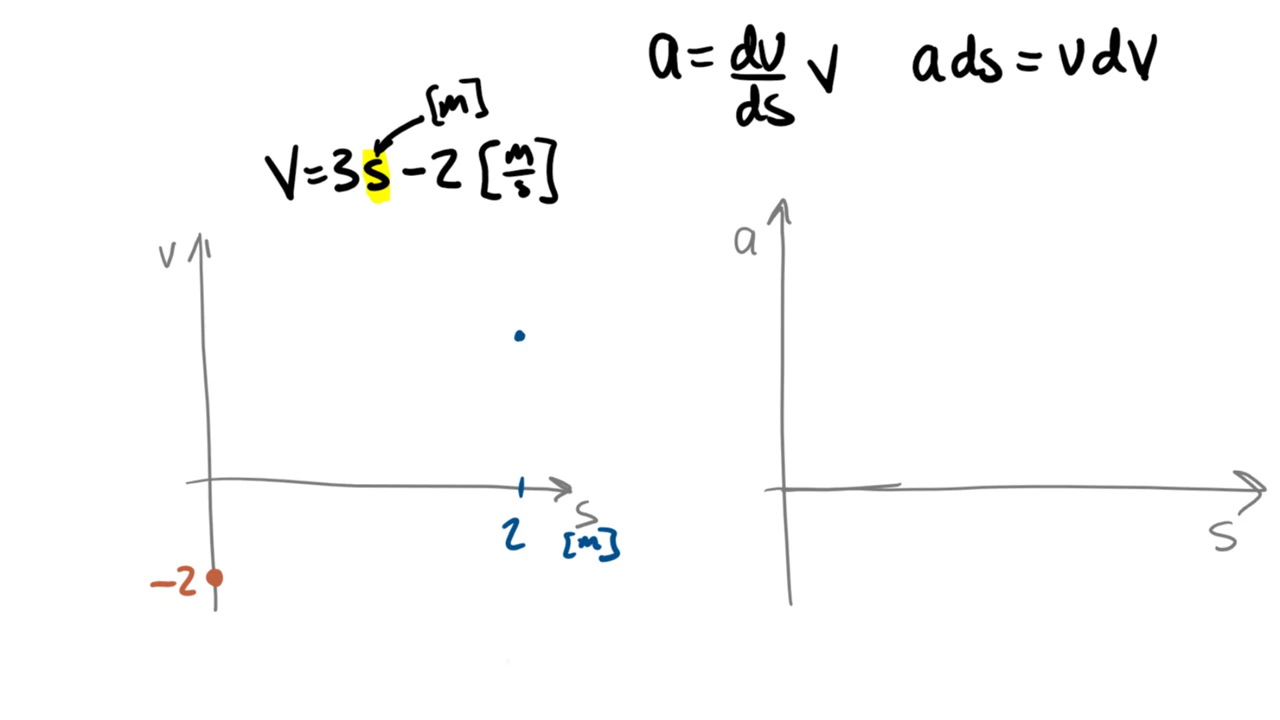 a = dv/ds v   a ds = v dv
[m]
V = 3s - 2 [m/s]
v
a
2
s
[m]
-2
s